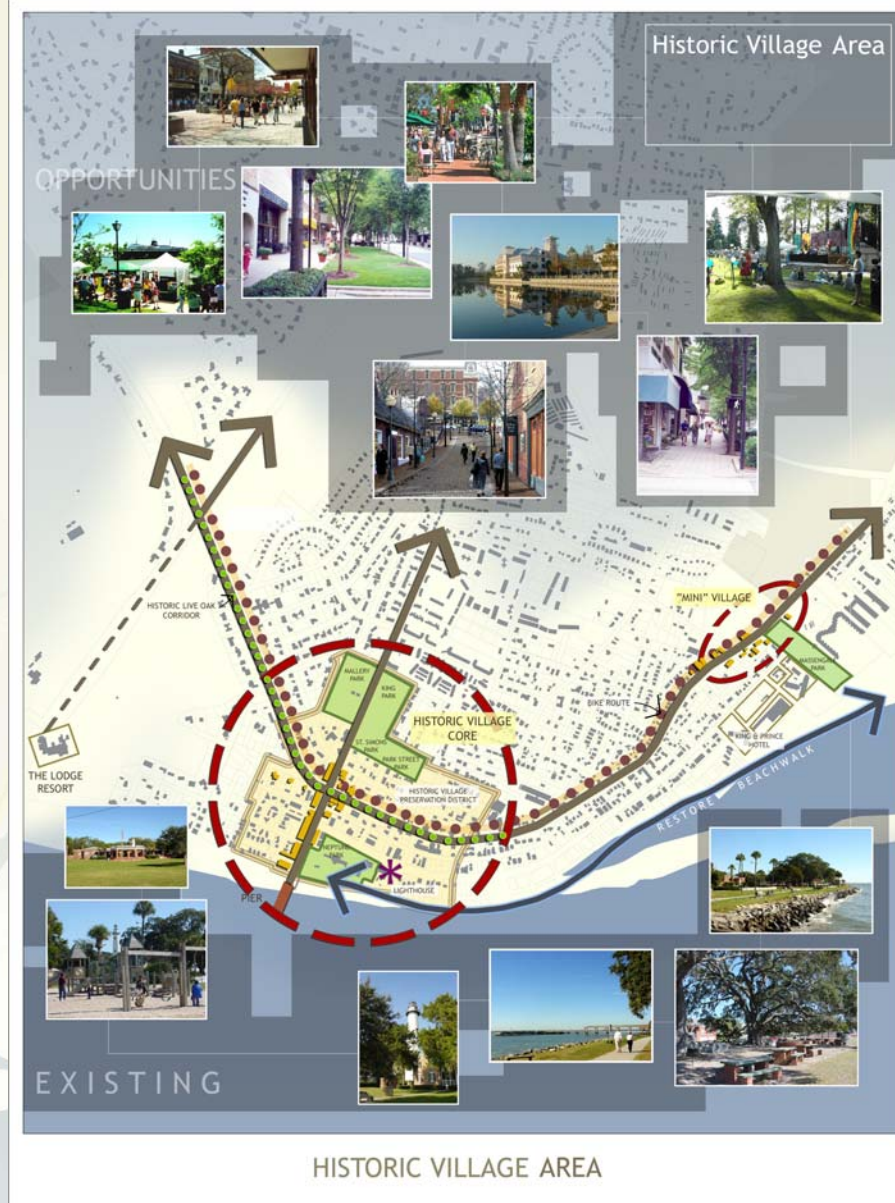 Historic Village Area
OPPORTUNITIES
HISTORIC LIVE OAK
CORRIDOR
"MINI" VILLAGE
MASSENGALE
PARK
MALLERY
PARK
KING
PARK
BIKE ROUTE
HISTORIC VILLAGE
CORE
KING & PRINCE
HOTEL
ST. SIMONS
PARK
PARK STREET
PARK
THE LODGE
RESORT
HISTORIC VILLAGE
PRESERVATION DISTRICT
RESTORE BEACHWALK
NEPTUNE
PARK
LIGHTHOUSE
PIER
EXISTING
HISTORIC VILLAGE AREA